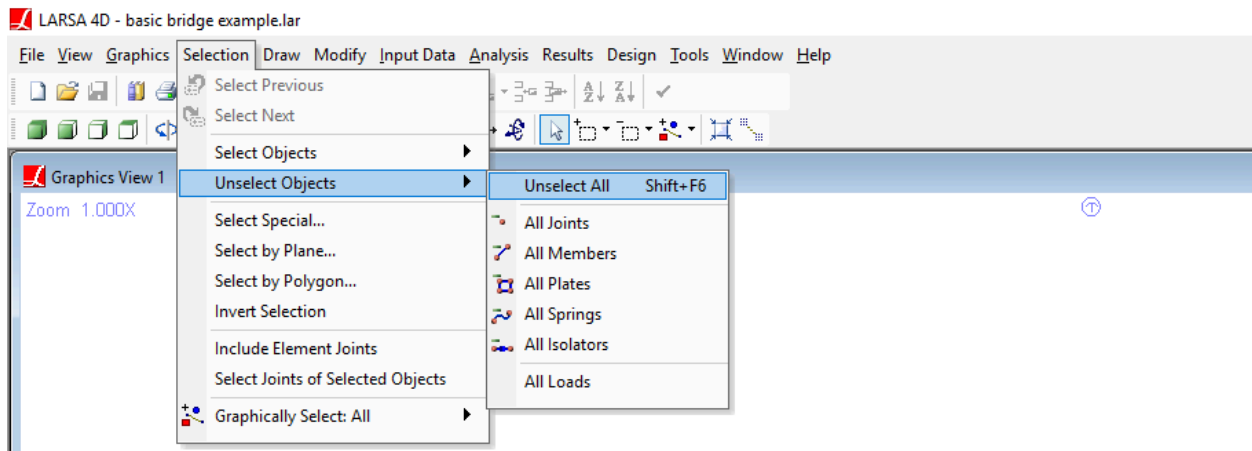 LARSA 4D - basic bridge example.lar
File View Graphics Selection Draw Modify Input Data Analysis Results Design Tools Window Help
Select Previous
Select Next
Select Objects
Graphics View 1
Unselect Objects
Unselect All Shift+F6
Zoom 1.000X
Select Special...
All Joints
Select by Plane...
All Members
Select by Polygon...
All Plates
Invert Selection
All Springs
Include Element Joints
All Isolators
Select Joints of Selected Objects
All Loads
Graphically Select: All